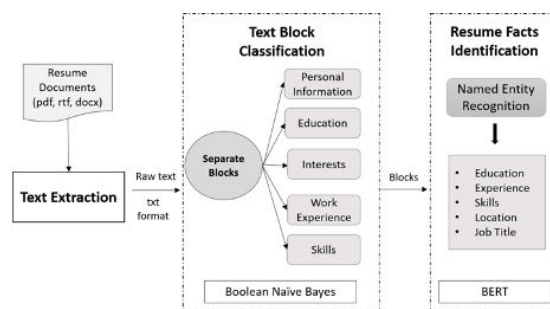 Resume
Documents
(pdf, rtf, docx)
Text Extraction
Raw text
txt
format
Text Block
Classification
Separate
Blocks
Personal
Information
Education
Interests
Work
Experience
Skills
Boolean Naïve Bayes
Blocks
Resume Facts
Identification
Named Entity
Recognition
• Education
• Experience
• Skills
• Location
• Job Title
BERT